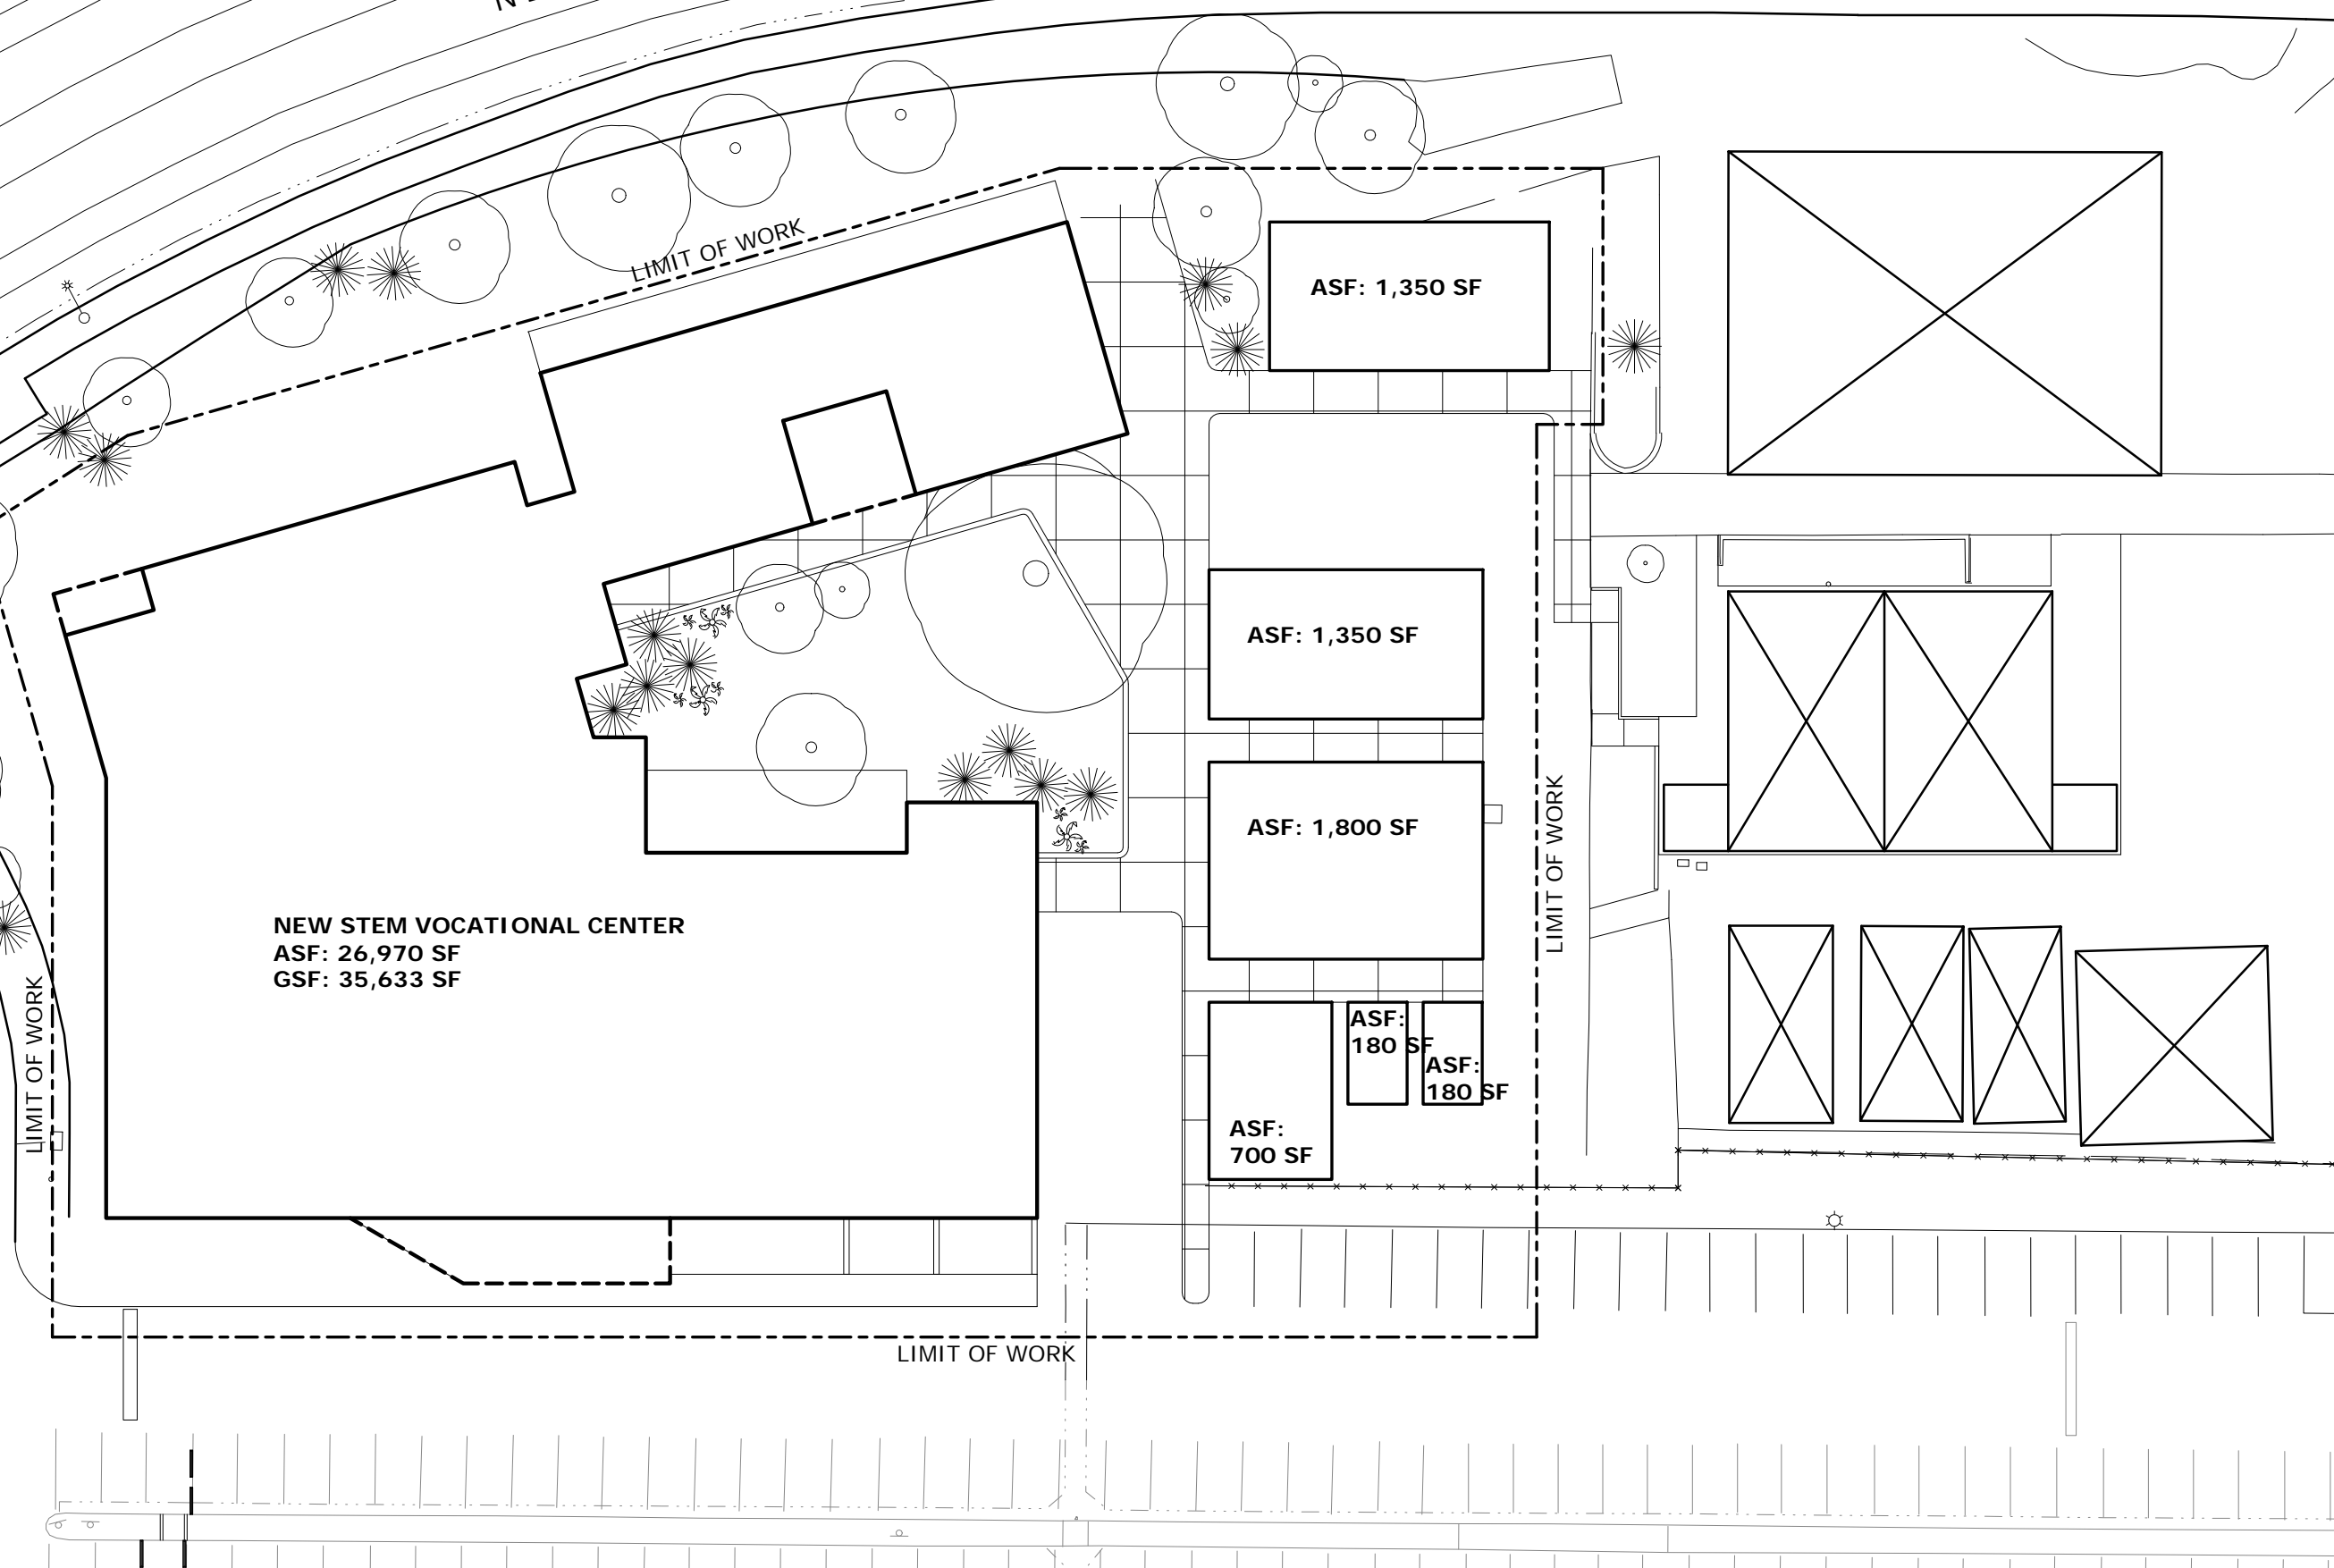 LIMIT OF WORK
ASF: 1,350 SF
ASF: 1,350 SF
ASF: 1,800 SF
LIMIT OF WORK
NEW STEM VOCATIONAL CENTER
ASF: 26,970 SF
GSF: 35,633 SF
LIMIT OF WORK
ASF:
180 SF
ASF:
180 SF
ASF:
700 SF
LIMIT OF WORK